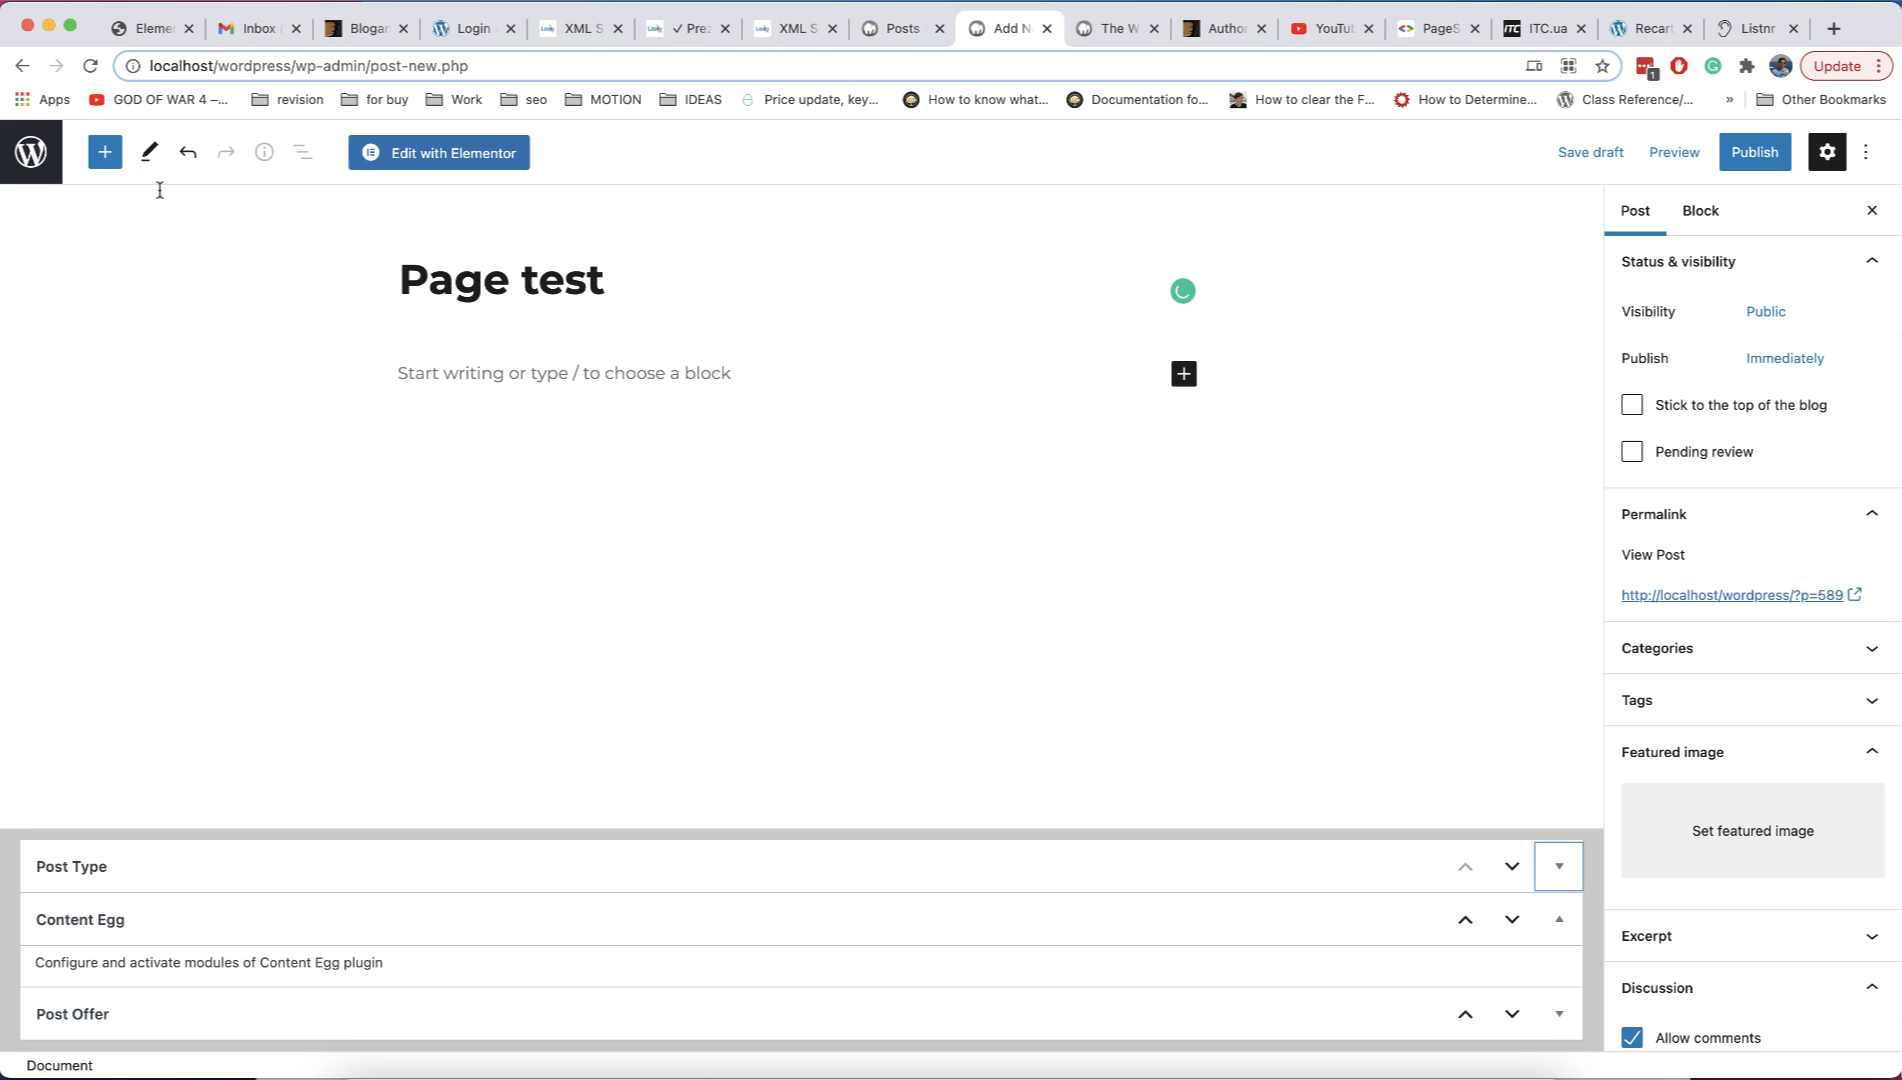 Eleme
Inbox
Blogar
Login
XML S
✓ Prez
XML S
Posts
Add N
The W
Author
YouTu
PageS
ITC.ua
Recart
Listnr
localhost/wordpress/wp-admin/post-new.php
1
Update
Apps
GOD OF WAR 4 –...
revision
for buy
Work
seo
MOTION
IDEAS
Price update, key...
How to know what...
Documentation fo...
How to clear the F...
How to Determine...
Class Reference/...
»
Other Bookmarks
Edit with Elementor
Save draft
Preview
Publish
Page test
Start writing or type / to choose a block
Post
Block
Status & visibility
Visibility
Public
Publish
Immediately
Stick to the top of the blog
Pending review
Permalink
View Post
http://localhost/wordpress/?p=589
Categories
Tags
Featured image
Set featured image
Excerpt
Discussion
Allow comments
Post Type
Content Egg
Configure and activate modules of Content Egg plugin
Post Offer
Document